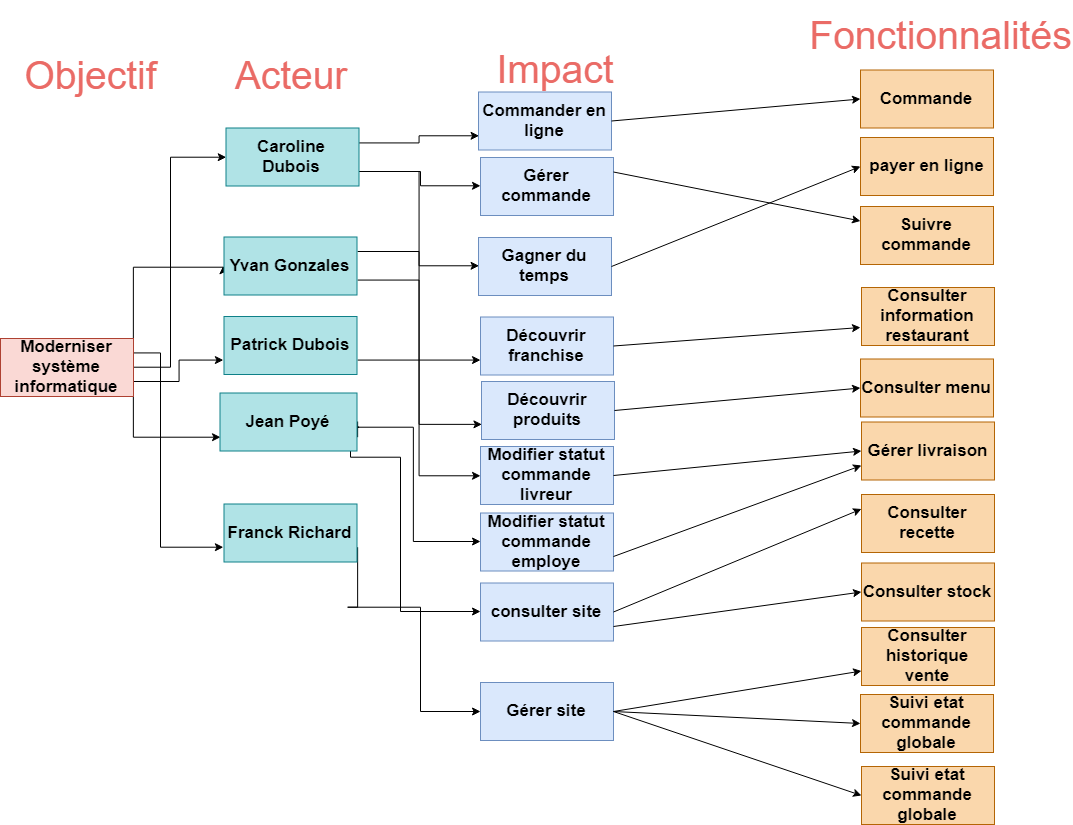 Objectif
Acteur
Impact
Fonctionnalités
Moderniser
système
informatique
Caroline
Dubois
Yvan Gonzales
Patrick Dubois
Jean Poyé
Franck Richard
Commander en
ligne
Gérer
commande
Gagner du
temps
Découvrir
franchise
Découvrir
produits
Modifier statut
commande
livreur
Modifier statut
commande
employe
consulter site
Gérer site
Commande
payer en ligne
Suivre
commande
Consulter
information
restaurant
Consulter menu
Gérer livraison
Consulter
recette
Consulter stock
Consulter
historique
vente
Suivi etat
commande
globale
Suivi etat
commande
globale